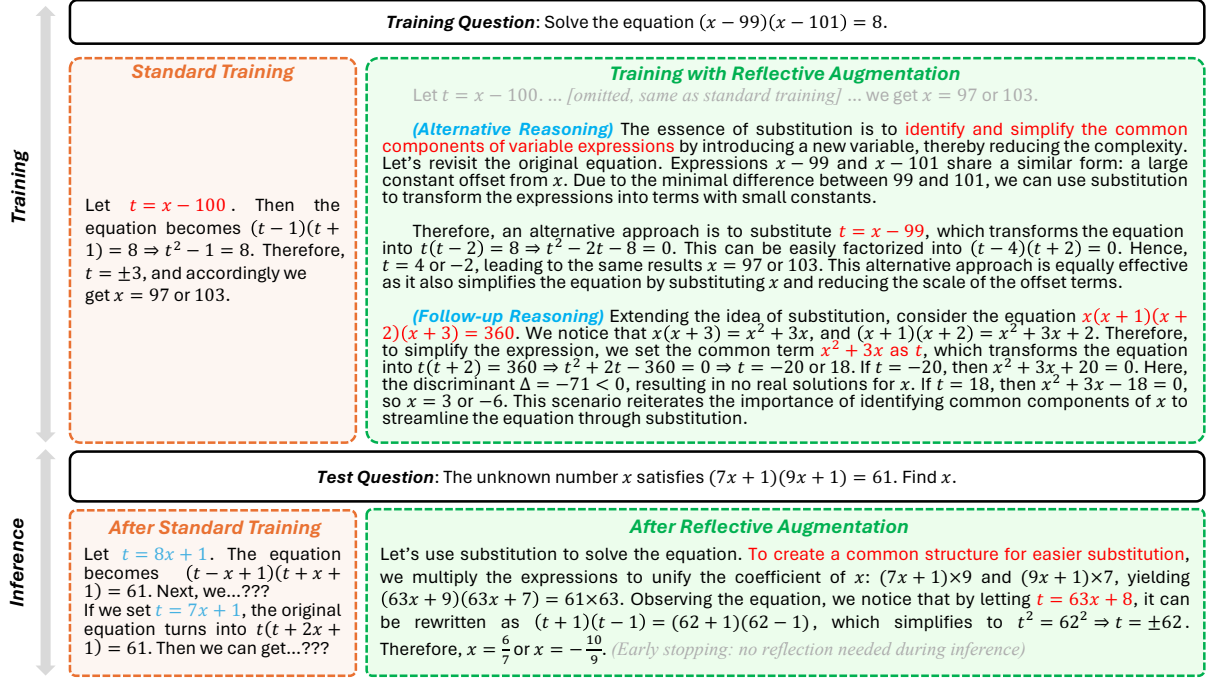 Training Question: Solve the equation (x − 99)(x − 101) = 8.
Training
Standard Training
Let t = x − 100 . Then the
equation becomes (t − 1)(t +
1) = 8 ⇒ t² − 1 = 8. Therefore,
t = ±3, and accordingly we
get x = 97 or 103.
Training with Reflective Augmentation
Let t = x − 100. ... [omitted, same as standard training] ... we get x = 97 or 103.
(Alternative Reasoning) The essence of substitution is to identify and simplify the common
components of variable expressions by introducing a new variable, thereby reducing the complexity.
Let's revisit the original equation. Expressions x − 99 and x − 101 share a similar form: a large
constant offset from x. Due to the minimal difference between 99 and 101, we can use substitution
to transform the expressions into terms with small constants.
Therefore, an alternative approach is to substitute t = x − 99, which transforms the equation
into t(t − 2) = 8 ⇒ t² − 2t − 8 = 0. This can be easily factorized into (t − 4)(t + 2) = 0. Hence,
t = 4 or −2, leading to the same results x = 97 or 103. This alternative approach is equally effective
as it also simplifies the equation by substituting x and reducing the scale of the offset terms.
(Follow-up Reasoning) Extending the idea of substitution, consider the equation x(x + 1)(x +
2)(x + 3) = 360. We notice that x(x + 3) = x² + 3x, and (x + 1)(x + 2) = x² + 3x + 2. Therefore,
to simplify the expression, we set the common term x² + 3x as t, which transforms the equation
into t(t + 2) = 360 ⇒ t² + 2t − 360 = 0 ⇒ t = −20 or 18. If t = −20, then x² + 3x + 20 = 0. Here,
the discriminant Δ = −71 < 0, resulting in no real solutions for x. If t = 18, then x² + 3x − 18 = 0,
so x = 3 or −6. This scenario reiterates the importance of identifying common components of x to
streamline the equation through substitution.
Inference
Test Question: The unknown number x satisfies (7x + 1)(9x + 1) = 61. Find x.
After Standard Training
Let t = 8x + 1. The equation
becomes (t − x + 1)(t + x +
1) = 61. Next, we...???
If we set t = 7x + 1, the original
equation turns into t(t + 2x +
1) = 61. Then we can get...???
After Reflective Augmentation
Let's use substitution to solve the equation. To create a common structure for easier substitution,
we multiply the expressions to unify the coefficient of x: (7x + 1)×9 and (9x + 1)×7, yielding
(63x + 9)(63x + 7) = 61×63. Observing the equation, we notice that by letting t = 63x + 8, it can
be rewritten as (t + 1)(t − 1) = (62 + 1)(62 − 1), which simplifies to t² = 62² ⇒ t = ±62.
Therefore, x = 6/7 or x = −10/9. (Early stopping: no reflection needed during inference)